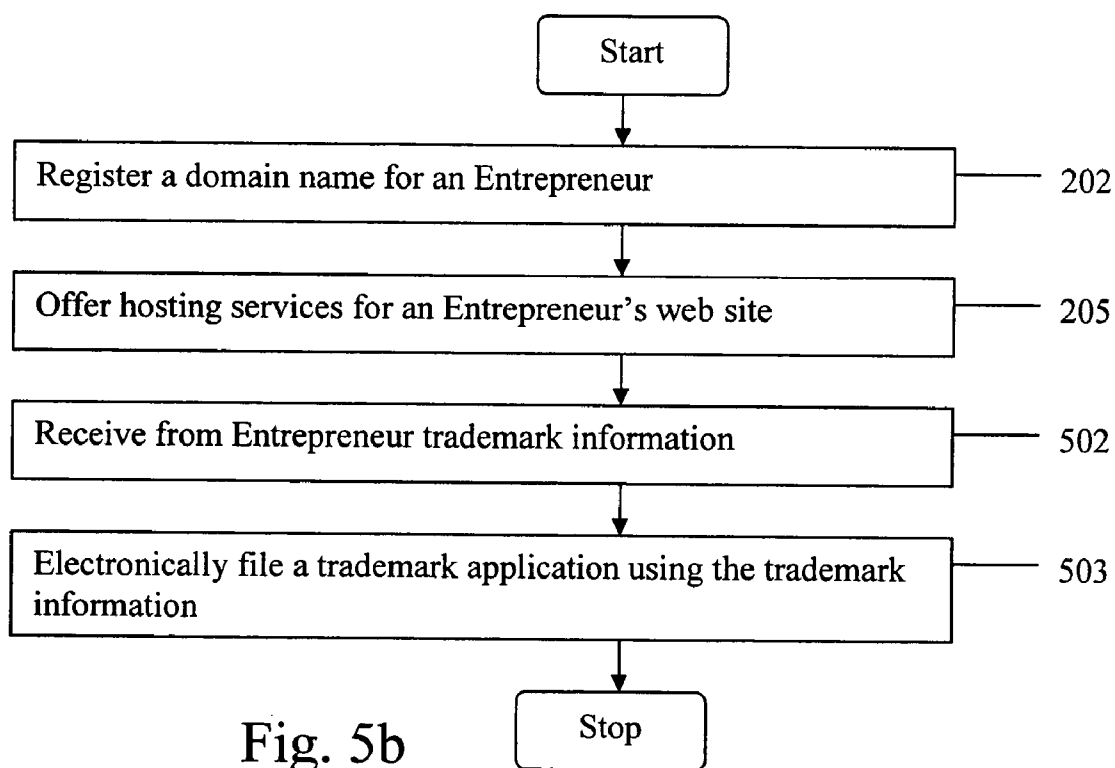 Start
Register a domain name for an Entrepreneur
202
Offer hosting services for an Entrepreneur's web site
205
Receive from Entrepreneur trademark information
502
Electronically file a trademark application using the trademark
information
503
Stop
Fig. 5b